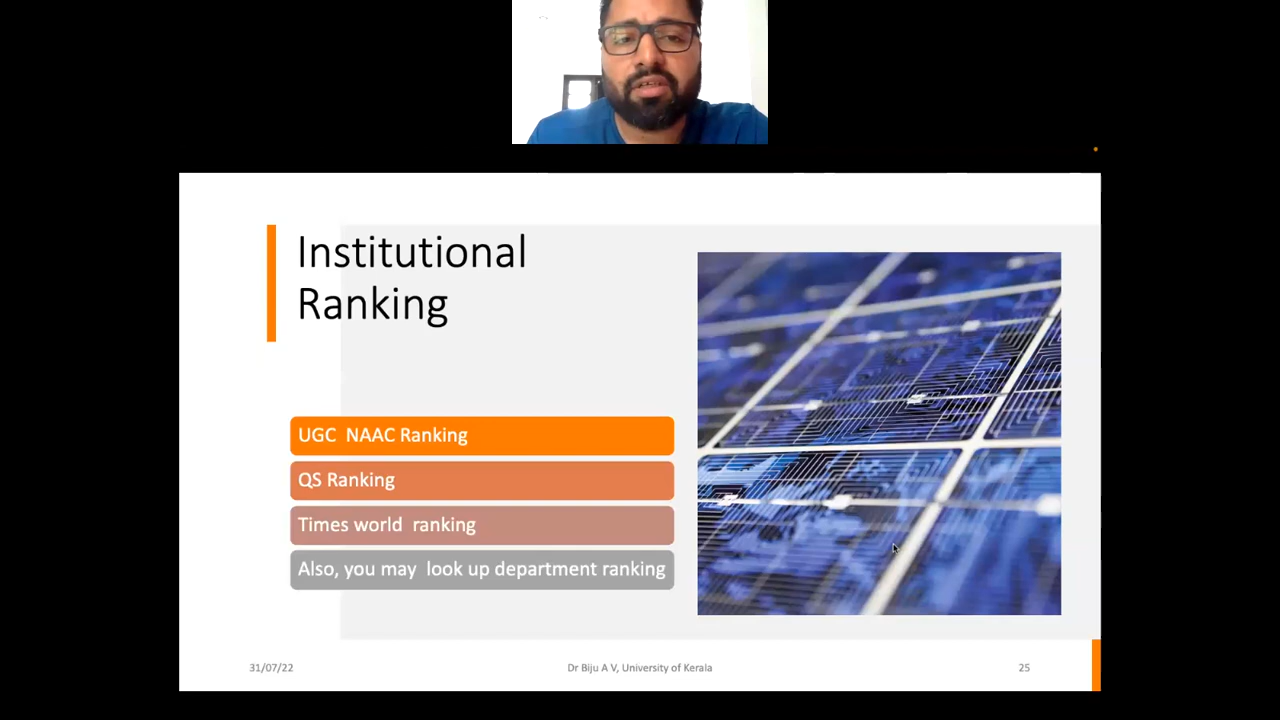 Institutional
Ranking
UGC  NAAC Ranking
QS Ranking
Times world  ranking
Also, you may  look up department ranking
31/07/22
Dr Biju A V, University of Kerala
25